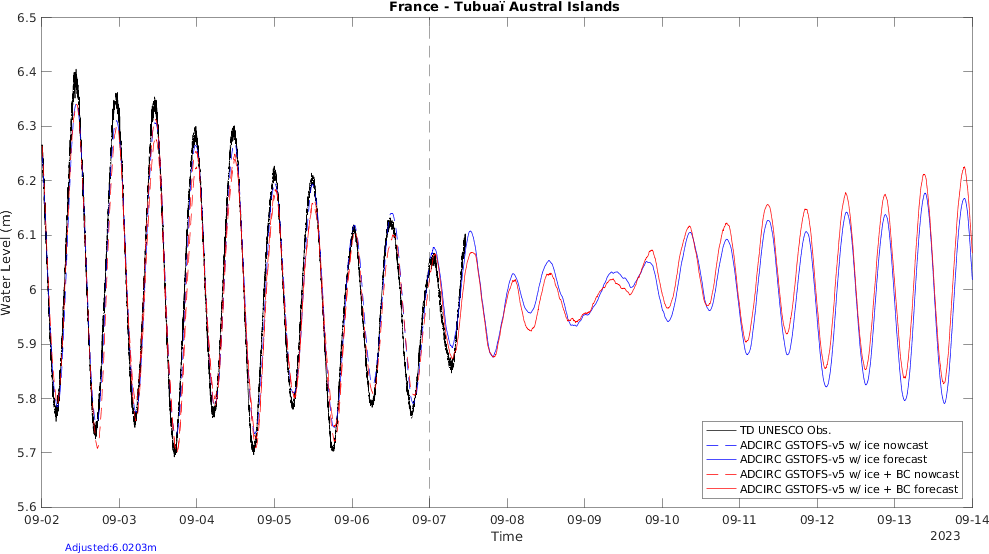 France - Tubuaï Austral Islands
6.5
6.4
6.3
6.2
6.1
6
5.9
5.8
5.7
5.6
Water Level (m)
TD UNESCO Obs.
ADCIRC GSTOFS-v5 w/ ice nowcast
ADCIRC GSTOFS-v5 w/ ice forecast
ADCIRC GSTOFS-v5 w/ ice + BC nowcast
ADCIRC GSTOFS-v5 w/ ice + BC forecast
09-02 09-03 09-04 09-05 09-06 09-07 09-08 09-09 09-10 09-11 09-12 09-13 09-14
Time
2023
Adjusted:6.0203m